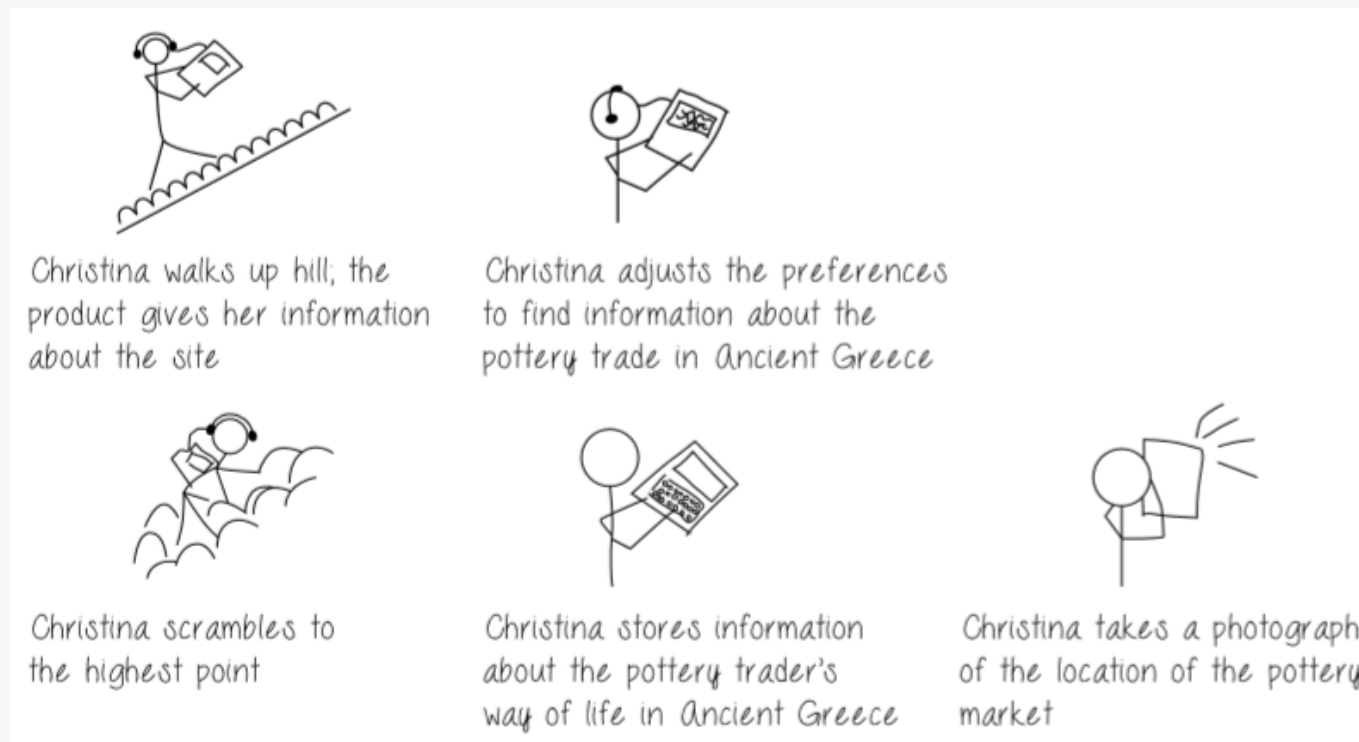 Christina walks up hill; the
product gives her information
about the site
Christina adjusts the preferences
to find information about the
pottery trade in Ancient Greece
Christina scrambles to
the highest point
Christina stores information
about the pottery trader's
way of life in Ancient Greece
Christina takes a photograph
of the location of the pottery
market